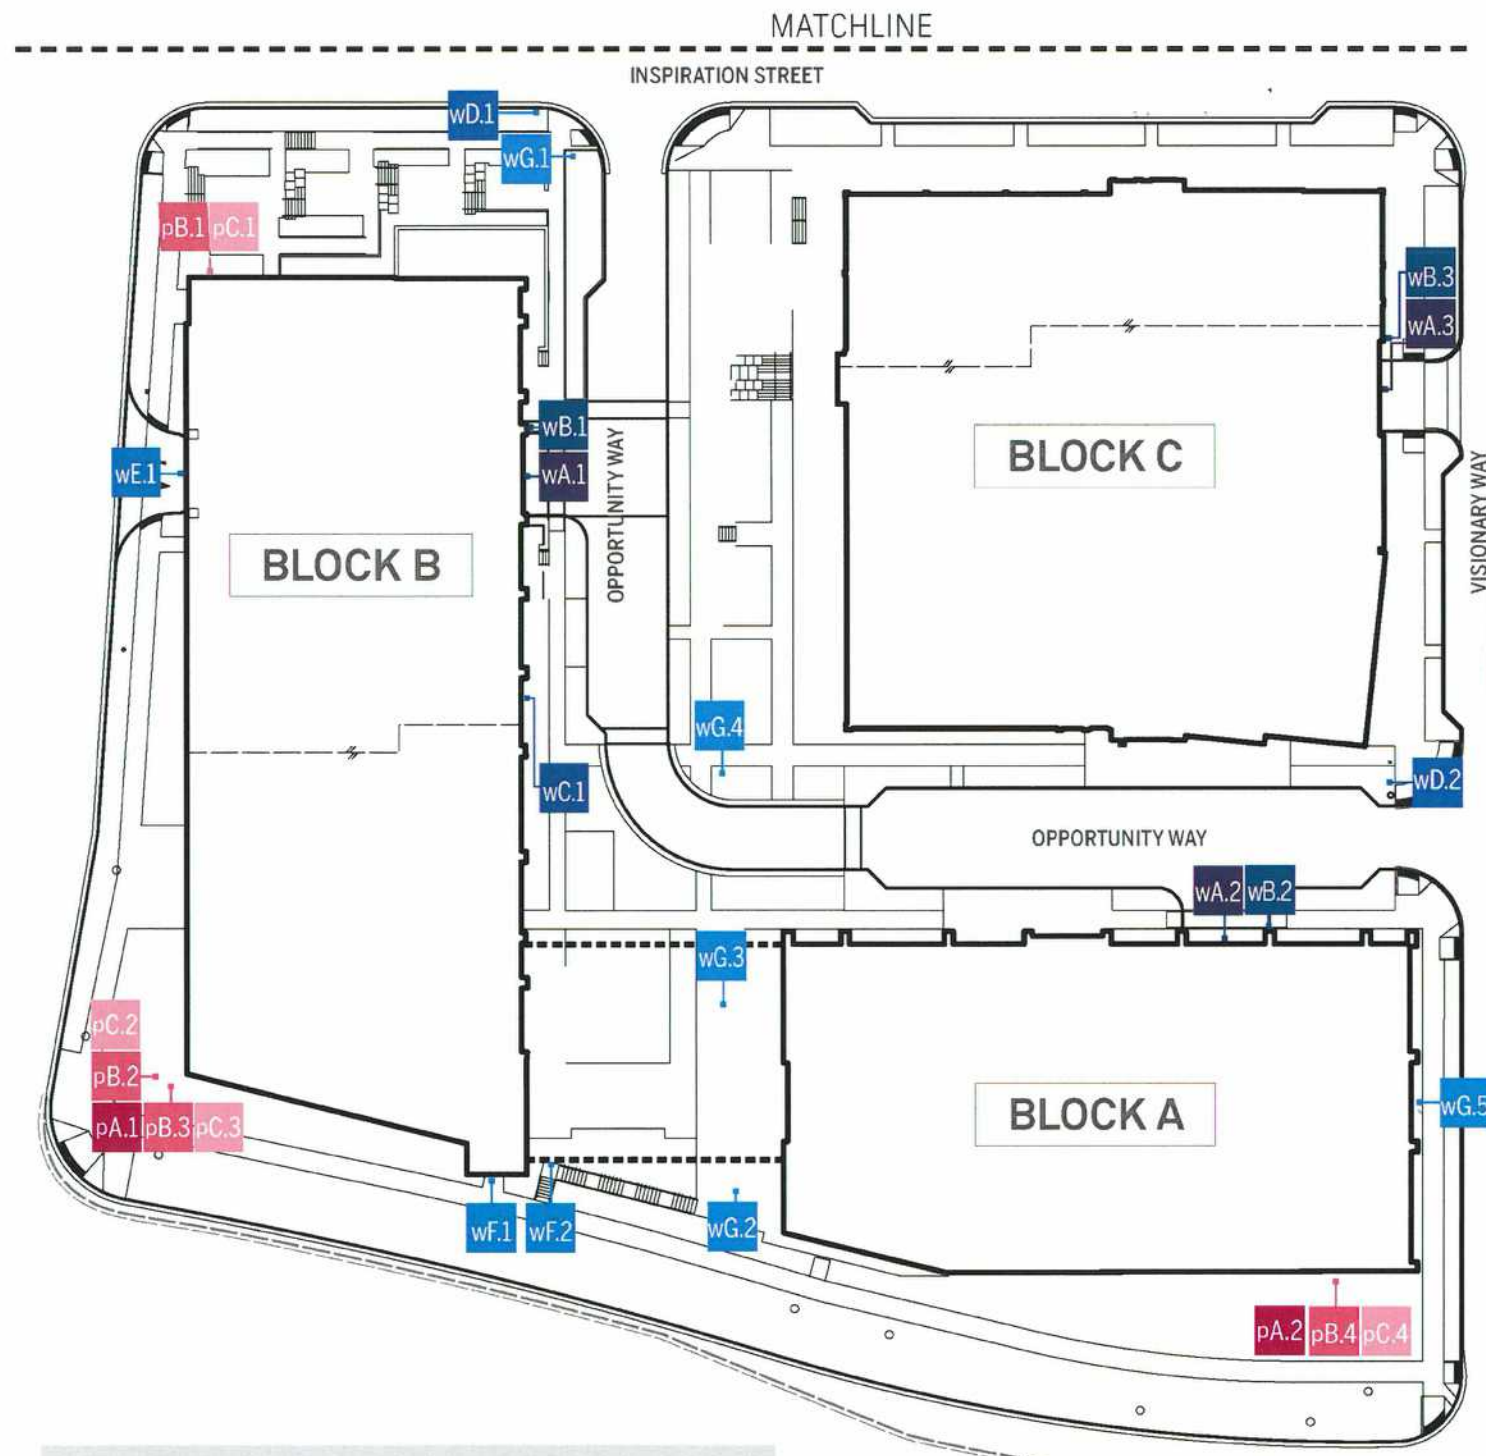 MATCHLINE
INSPIRATION STREET
wD.1
wG.1
pB.1 pC.1
wB.3
wA.3
wB.1
wA.1
wE.1
OPPORTUNITY WAY
BLOCK C
VISIONARY WAY
BLOCK B
wG.4
wC.1
wD.2
OPPORTUNITY WAY
wA.2 wB.2
wG.3
pC.2
pB.2
pA.1 pB.3 pC.3
BLOCK A
wG.5
wF.1 wF.2
wG.2
pA.2 pB.4 pC.4